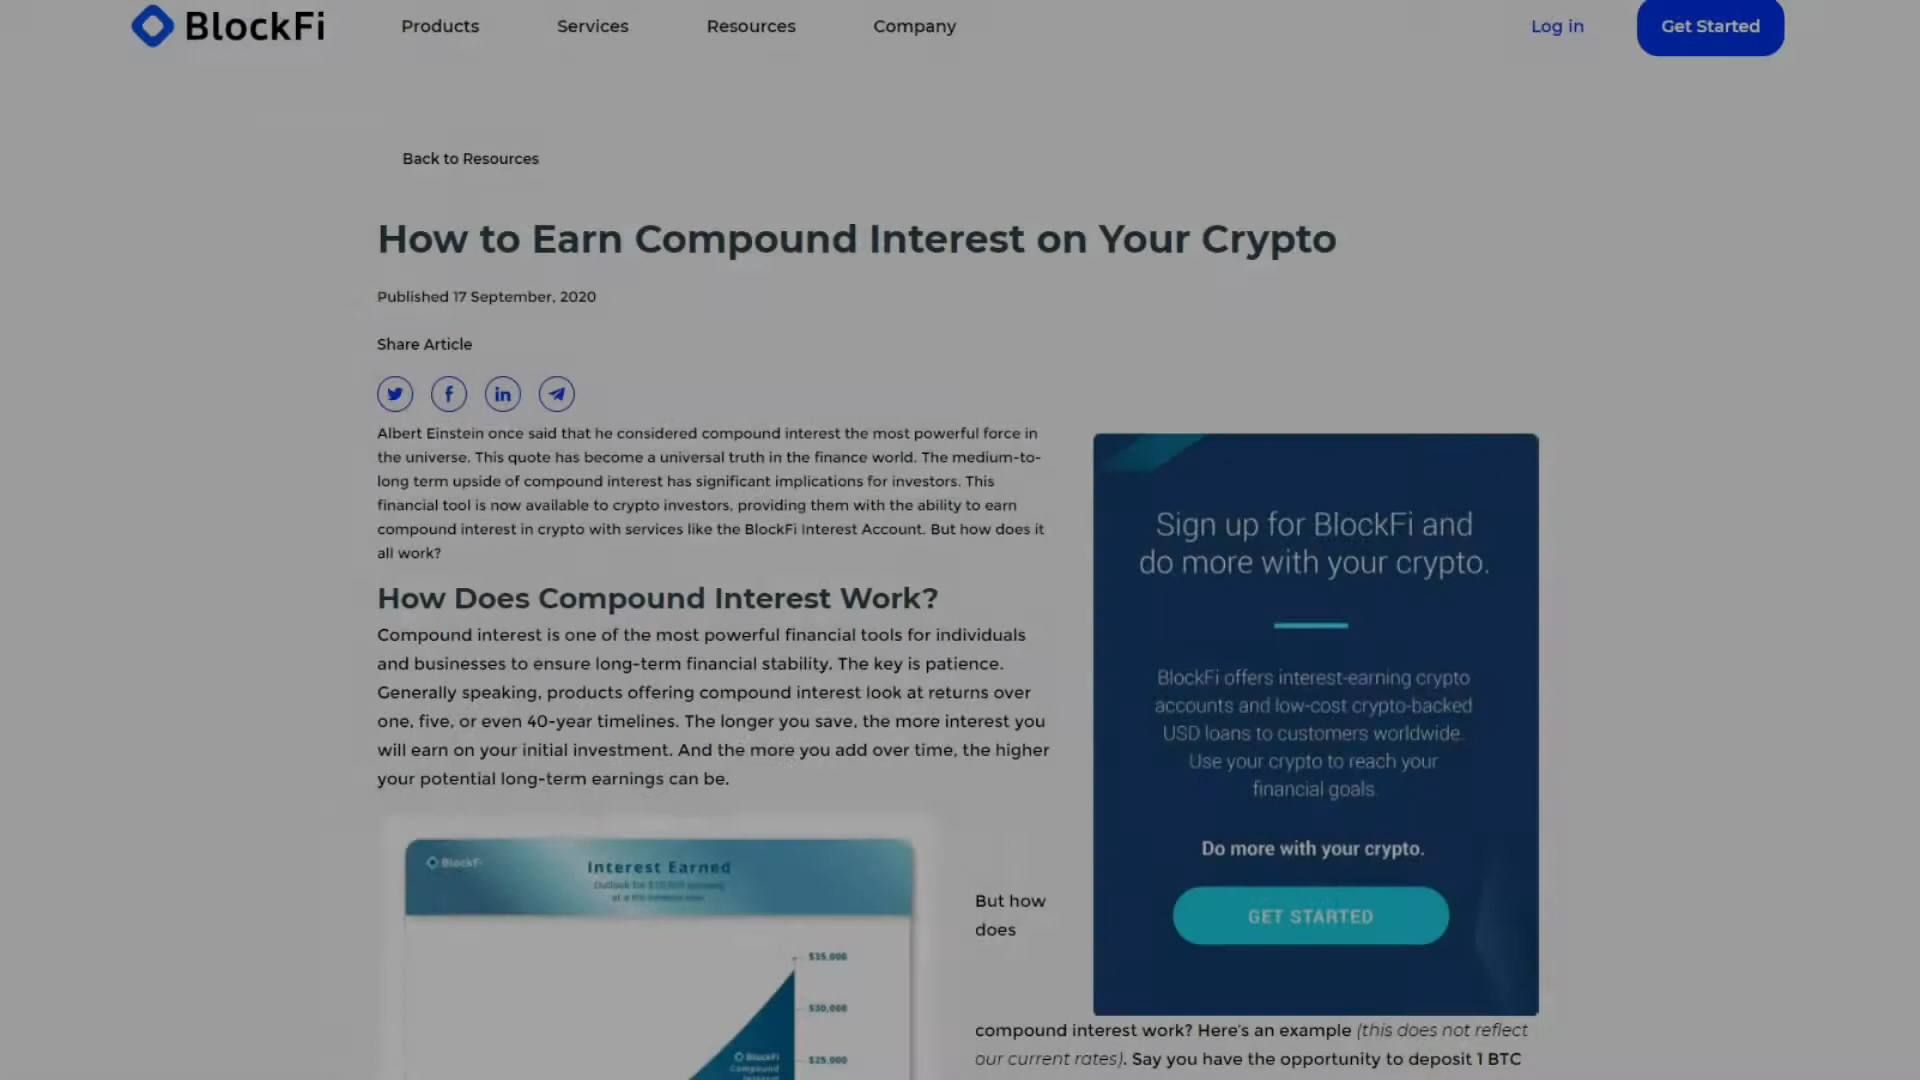 BlockFi
Products
Services
Resources
Company
Log in
Get Started
Back to Resources
How to Earn Compound Interest on Your Crypto
Published 17 September, 2020
Share Article
Albert Einstein once said that he considered compound interest the most powerful force in
the universe. This quote has become a universal truth in the finance world. The medium-to-
long term upside of compound interest has significant implications for investors. This
financial tool is now available to crypto investors, providing them with the ability to earn
compound interest in crypto with services like the BlockFi Interest Account. But how does it
all work?
How Does Compound Interest Work?
Compound interest is one of the most powerful financial tools for individuals
and businesses to ensure long-term financial stability. The key is patience.
Generally speaking, products offering compound interest look at returns over
one, five, or even 40-year timelines. The longer you save, the more interest you
will earn on your initial investment. And the more you add over time, the higher
your potential long-term earnings can be.
Sign up for BlockFi and
do more with your crypto.
BlockFi offers interest-earning crypto
accounts and low-cost crypto-backed
USD loans to customers worldwide.
Use your crypto to reach your
financial goals.
Do more with your crypto.
GET STARTED
BlockFi
Interest Earned
$35,000
$30,000
$25,000
BlockFi
Compound
But how
does
compound interest work? Here's an example (this does not reflect
our current rates). Say you have the opportunity to deposit 1 BTC